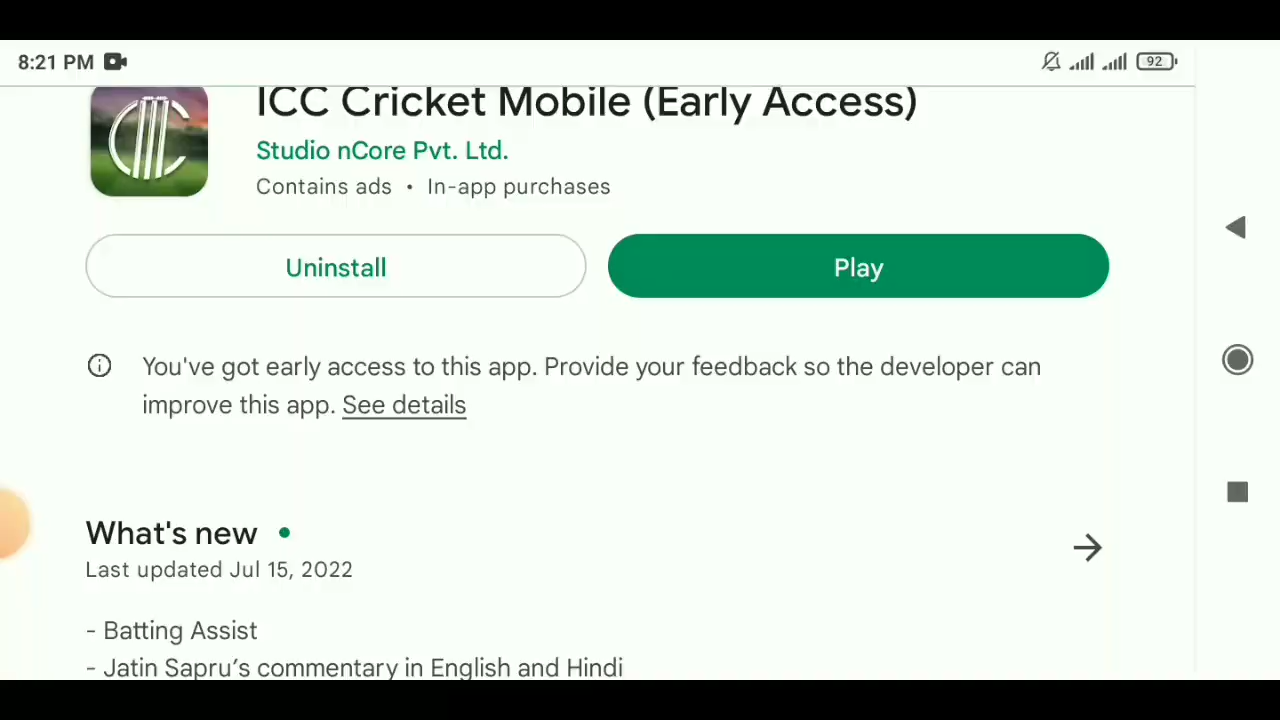 8:21 PM
92
ICC Cricket Mobile (Early Access)
Studio nCore Pvt. Ltd.
Contains ads • In-app purchases
Uninstall
Play
You've got early access to this app. Provide your feedback so the developer can
improve this app. See details
What's new
Last updated Jul 15, 2022
- Batting Assist
- Jatin Sapru's commentary in English and Hindi